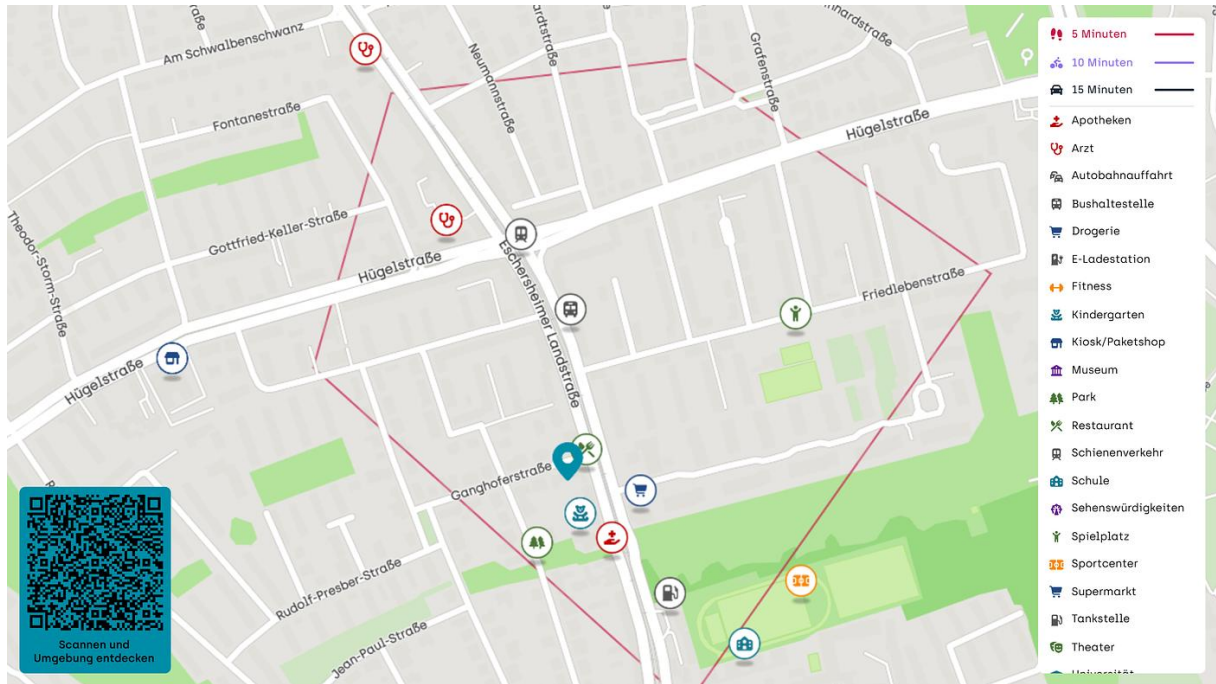 Am Schwalbenschwanz
Fontanestraße
Neumannstraße
Grafenstraße
Hügelstraße
Gottfried-Keller-Straße
Hügelstraße
Theodor-Storm-Straße
Eschersheimer Landstraße
Friedlebenstraße
Hügelstraße
Ganghoferstraße
Rudolf-Presber-Straße
Jean-Paul-Straße
Scannen und
Umgebung entdecken
5 Minuten
10 Minuten
15 Minuten
Apotheken
Arzt
Autobahnauffahrt
Bushaltestelle
Drogerie
E-Ladestation
Fitness
Kindergarten
Kiosk/Paketshop
Museum
Park
Restaurant
Schienenverkehr
Schule
Sehenswürdigkeiten
Spielplatz
Sportcenter
Supermarkt
Tankstelle
Theater